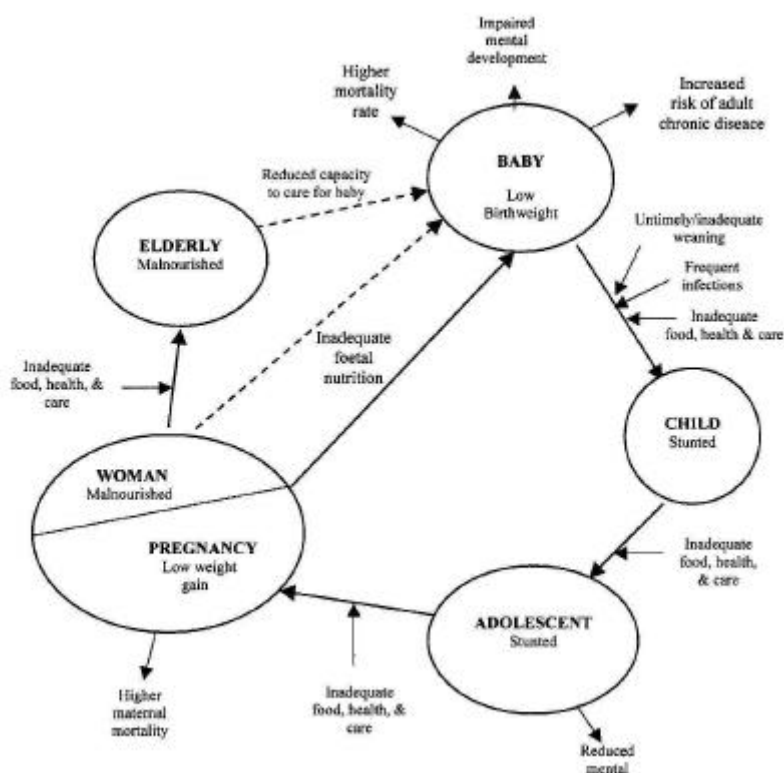 Impaired
mental
development
Higher
mortality
rate
Increased
risk of adult
chronic disease
BABY
Low
Birthweight
Reduced capacity
to care for baby
ELDERLY
Malnourished
Untimely/inadequate
weaning
Frequent
infections
Inadequate
food, health & care
Inadequate
foetal
nutrition
Inadequate
food, health, &
care
CHILD
Stunted
WOMAN
Malnourished
PREGNANCY
Low weight
gain
Inadequate
food, health,
& care
ADOLESCENT
Stunted
Higher
maternal
mortality
Inadequate
food, health, &
care
Reduced
mental